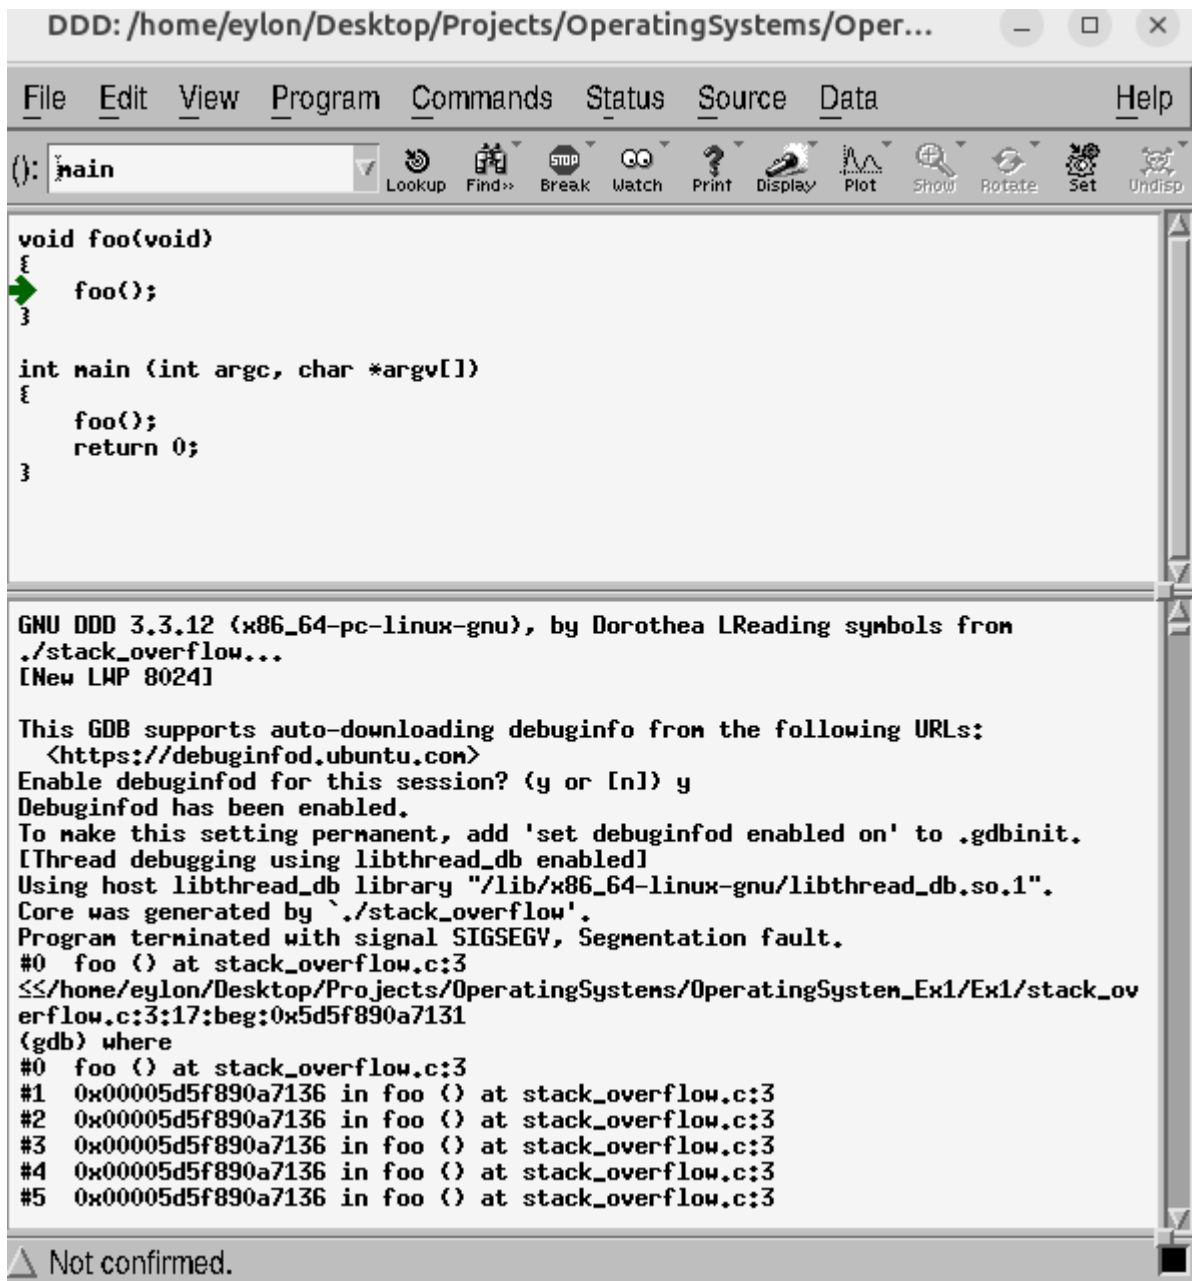 DDD: /home/eylon/Desktop/Projects/OperatingSystems/Oper...
File Edit View Program Commands Status Source Data Help
(): main Lookup Find» Break Watch Print Display Plot Show Rotate Set Undisp
STOP
void foo(void)
{
foo();
}
int main (int argc, char *argv[])
{
foo();
return 0;
}
GNU DDD 3.3.12 (x86_64-pc-linux-gnu), by Dorothea LReading symbols from
./stack_overflow...
[New LWP 8024]
This GDB supports auto-downloading debuginfo from the following URLs:
<https://debuginfod.ubuntu.com>
Enable debuginfod for this session? (y or [n]) y
Debuginfod has been enabled.
To make this setting permanent, add 'set debuginfod enabled on' to .gdbinit.
[Thread debugging using libthread_db enabled]
Using host libthread_db library "/lib/x86_64-linux-gnu/libthread_db.so.1".
Core was generated by `./stack_overflow'.
Program terminated with signal SIGSEGV, Segmentation fault.
#0 foo () at stack_overflow.c:3
≤≤/home/eylon/Desktop/Projects/OperatingSystems/OperatingSystem_Ex1/Ex1/stack_ov
erflow.c:3:17:beg:0x5d5f890a7131
(gdb) where
#0 foo () at stack_overflow.c:3
#1 0x00005d5f890a7136 in foo () at stack_overflow.c:3
#2 0x00005d5f890a7136 in foo () at stack_overflow.c:3
#3 0x00005d5f890a7136 in foo () at stack_overflow.c:3
#4 0x00005d5f890a7136 in foo () at stack_overflow.c:3
#5 0x00005d5f890a7136 in foo () at stack_overflow.c:3
Not confirmed.